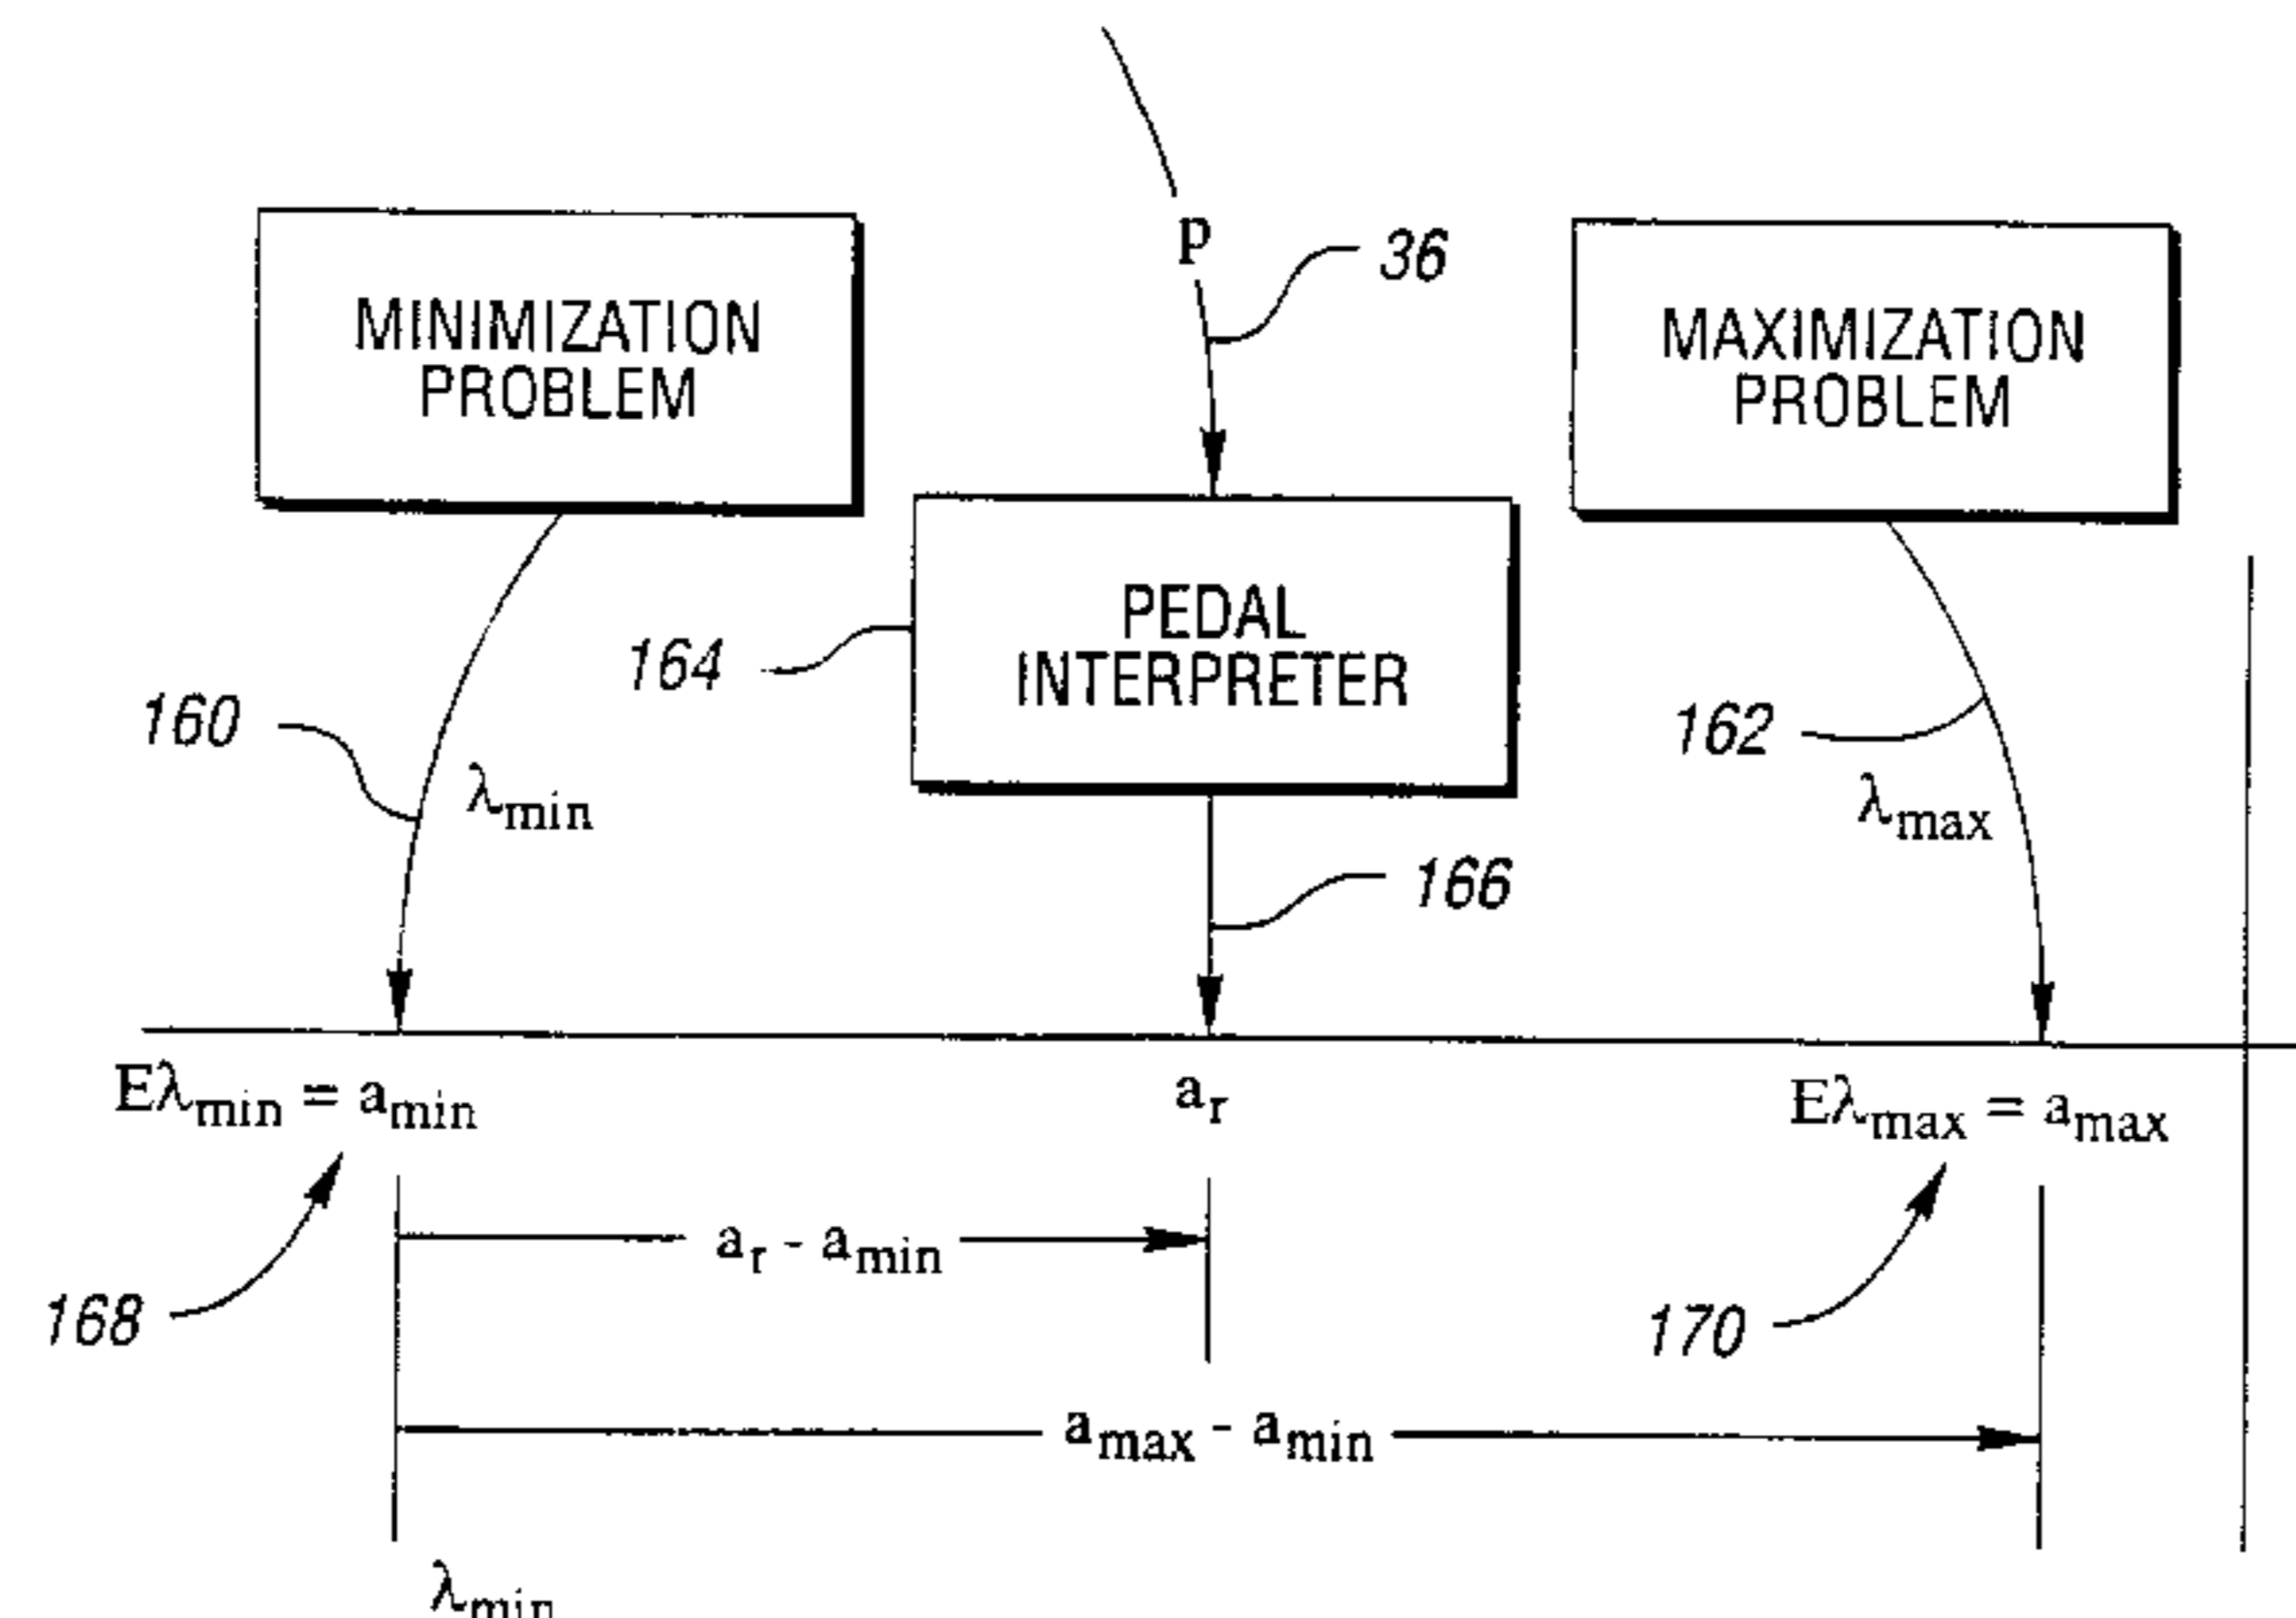 p
36
MINIMIZATION
PROBLEM
MAXIMIZATION
PROBLEM
PEDAL
INTERPRETER
164
160
162
λmin
λmax
166
Eλmin = amin
ar
Eλmax = amax
ar - amin
168
170
amax - amin
λmin